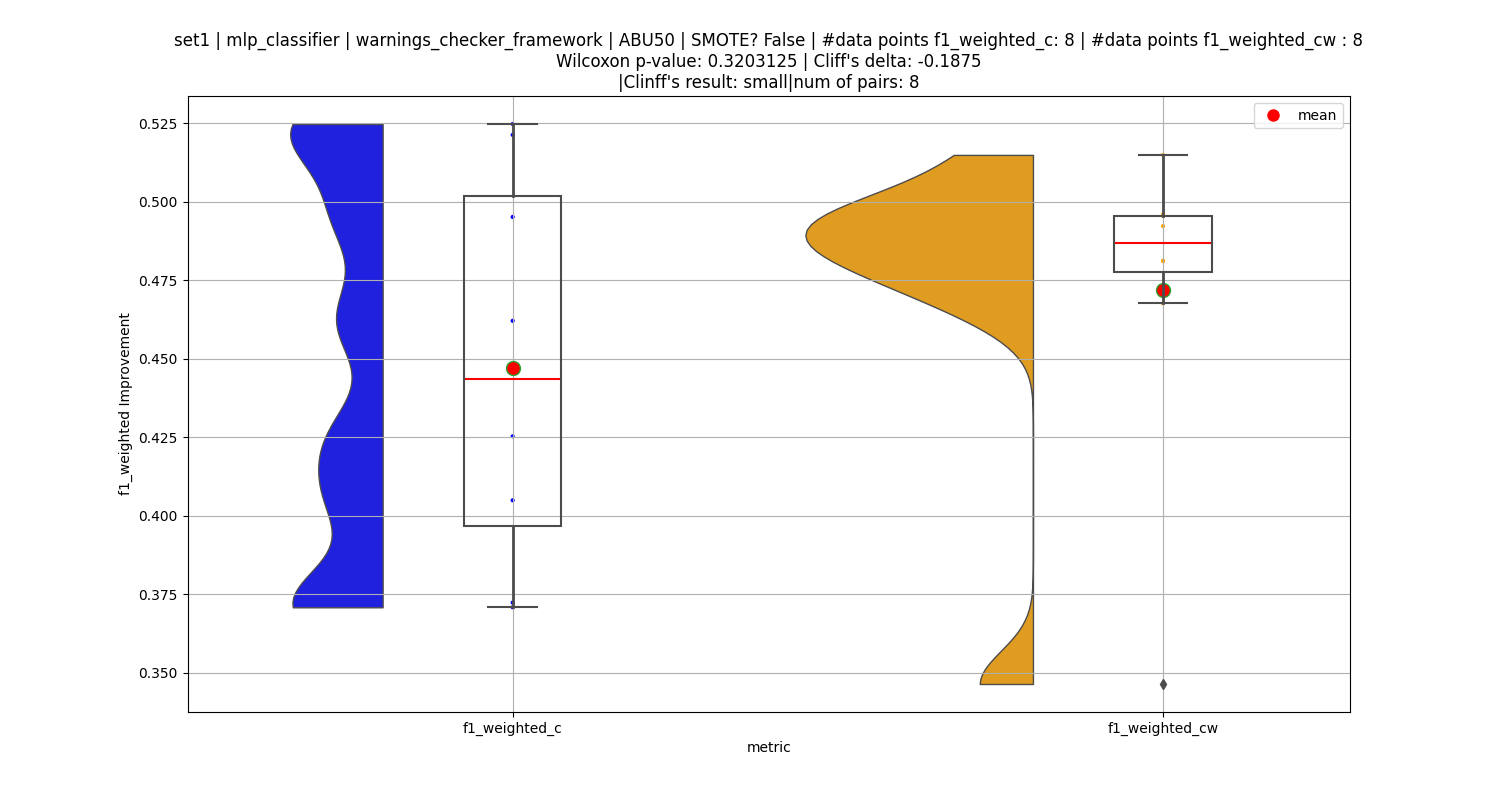 set1 | mlp_classifier | warnings_checker_framework | ABU50 | SMOTE? False | #data points f1_weighted_c: 8 | #data points f1_weighted_cw : 8
Wilcoxon p-value: 0.3203125 | Cliff's delta: -0.1875
|Clinff's result: small|num of pairs: 8
mean
0.525
0.500
0.475
0.450
0.425
0.400
0.375
0.350
f1_weighted Improvement
f1_weighted_c
f1_weighted_cw
metric